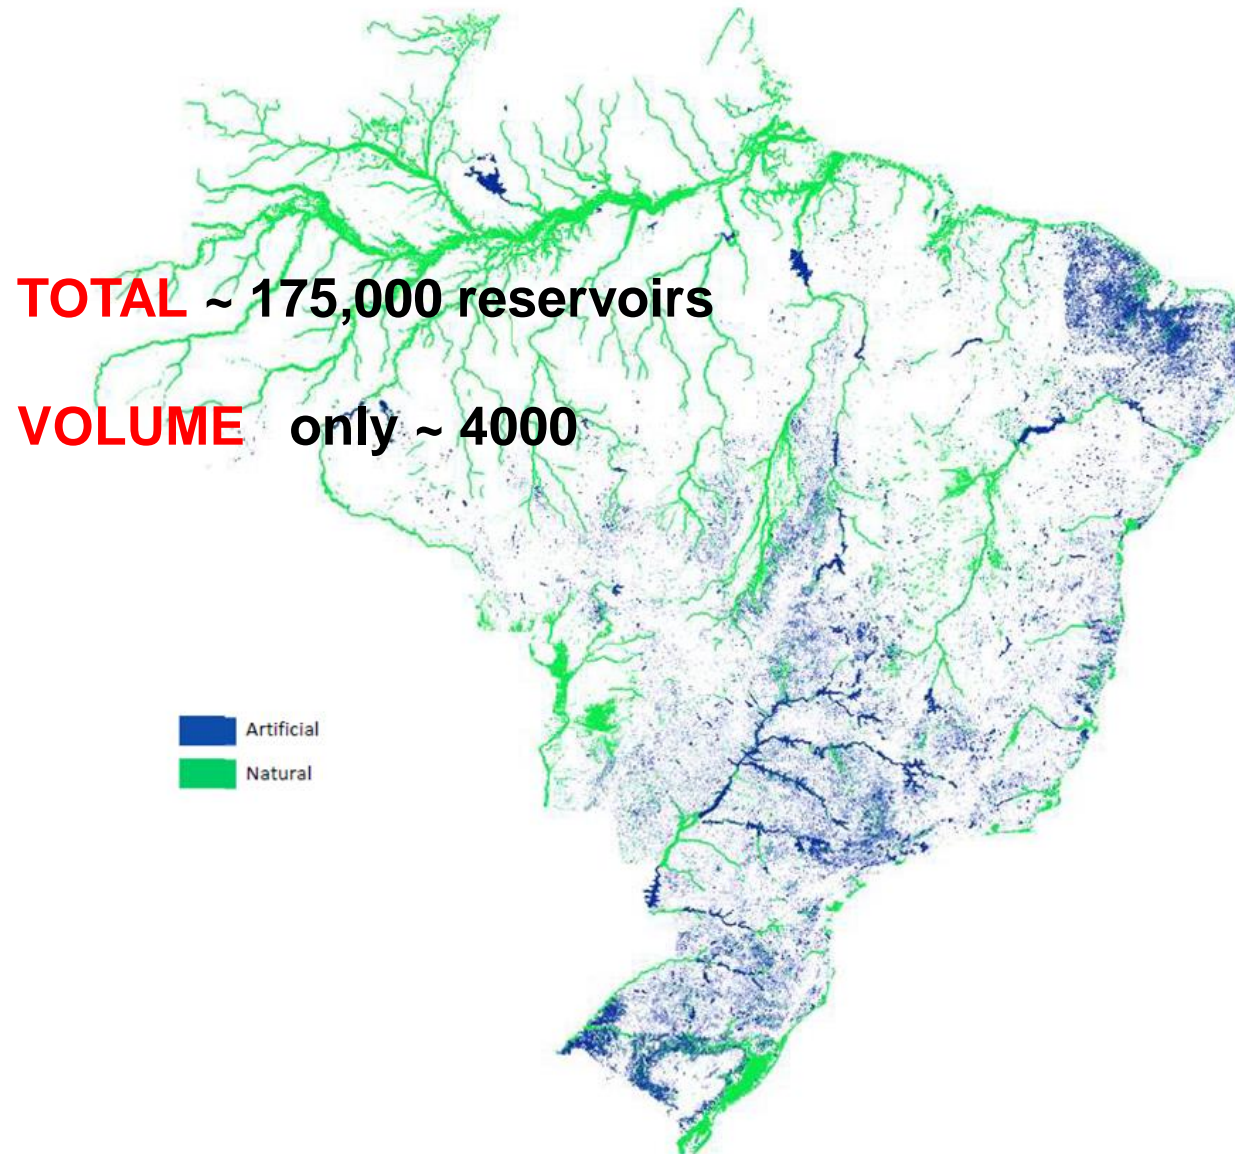 TOTAL ~ 175,000 reservoirs
VOLUME only ~ 4000
Artificial
Natural